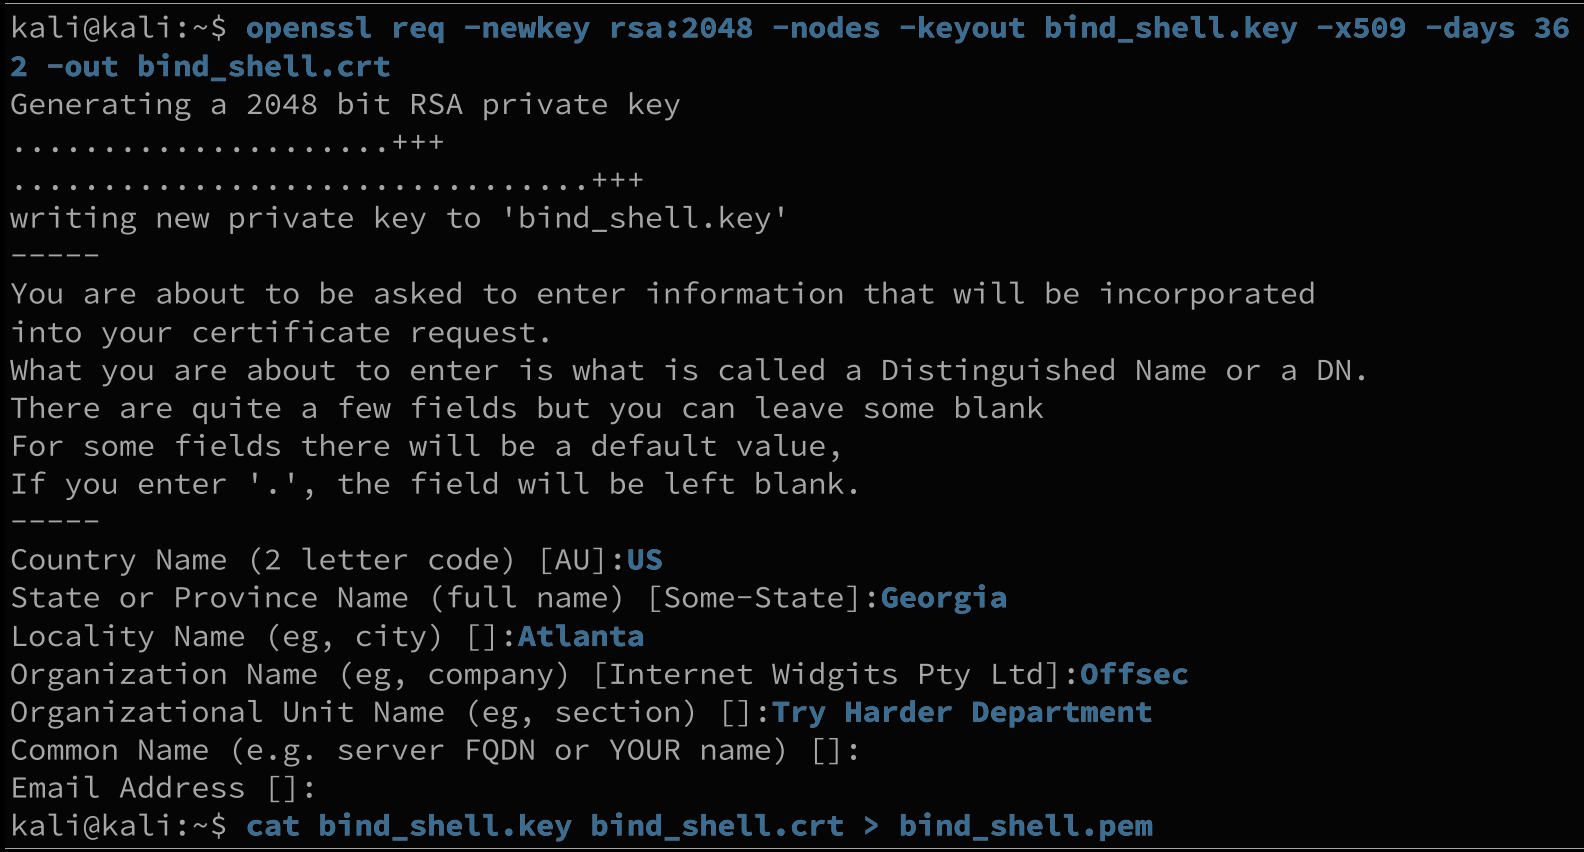 kali@kali:~$ openssl req -newkey rsa:2048 -nodes -keyout bind_shell.key -x509 -days 36
2 -out bind_shell.crt
Generating a 2048 bit RSA private key
.....................+++
................................+++
writing new private key to 'bind_shell.key'
-----
You are about to be asked to enter information that will be incorporated
into your certificate request.
What you are about to enter is what is called a Distinguished Name or a DN.
There are quite a few fields but you can leave some blank
For some fields there will be a default value,
If you enter '.', the field will be left blank.
-----
Country Name (2 letter code) [AU]:US
State or Province Name (full name) [Some-State]:Georgia
Locality Name (eg, city) []:Atlanta
Organization Name (eg, company) [Internet Widgits Pty Ltd]:Offsec
Organizational Unit Name (eg, section) []:Try Harder Department
Common Name (e.g. server FQDN or YOUR name) []:
Email Address []:
kali@kali:~$ cat bind_shell.key bind_shell.crt > bind_shell.pem